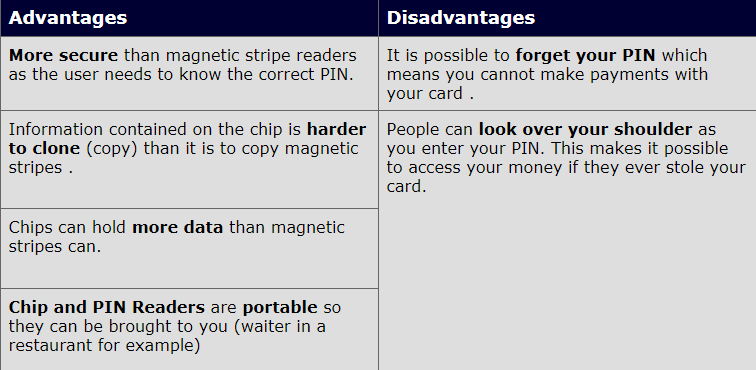 Advantages
Disadvantages
More secure than magnetic stripe readers
as the user needs to know the correct PIN.
It is possible to forget your PIN which
means you cannot make payments with
your card .
Information contained on the chip is harder
to clone (copy) than it is to copy magnetic
stripes .
People can look over your shoulder as
you enter your PIN. This makes it possible
to access your money if they ever stole your
card.
Chips can hold more data than magnetic
stripes can.
Chip and PIN Readers are portable so
they can be brought to you (waiter in a
restaurant for example)